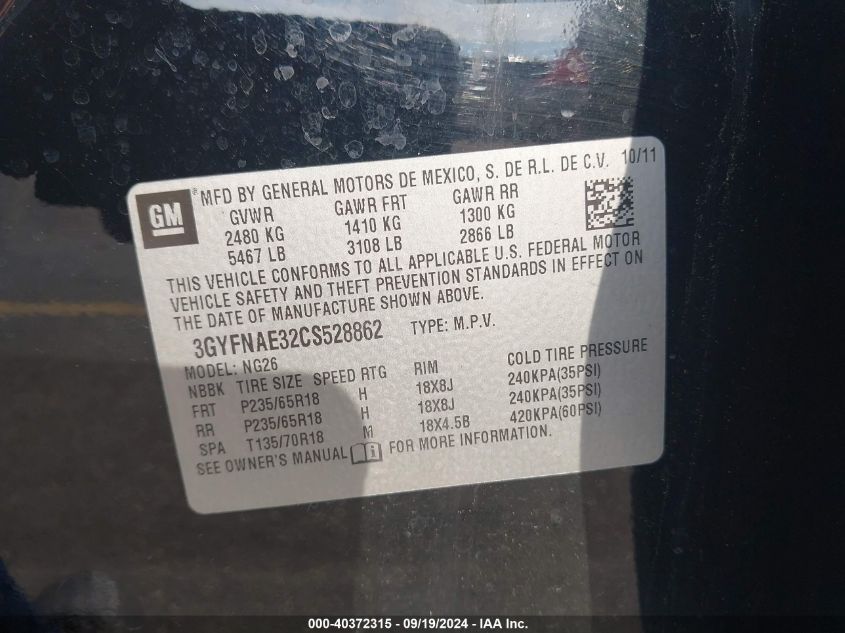 GM
® MFD BY GENERAL MOTORS DE MEXICO, S. DE R.L. DE C.V. 10/11
GVWR GAWR FRT GAWR RR
2480 KG 1410 KG 1300 KG
5467 LB 3108 LB 2866 LB
THIS VEHICLE CONFORMS TO ALL APPLICABLE U.S. FEDERAL MOTOR
VEHICLE SAFETY AND THEFT PREVENTION STANDARDS IN EFFECT ON
THE DATE OF MANUFACTURE SHOWN ABOVE.
3GYFNAE32CS528862 TYPE: M.P.V.
MODEL: NG26
NBBK TIRE SIZE SPEED RTG RIM COLD TIRE PRESSURE
FRT P235/65R18 H 18X8J 240KPA(35PSI)
RR P235/65R18 H 18X8J 240KPA(35PSI)
SPA T135/70R18 M 18X4.5B 420KPA(60PSI)
SEE OWNER'S MANUAL FOR MORE INFORMATION.
000-40372315 - 09/19/2024 - IAA Inc.